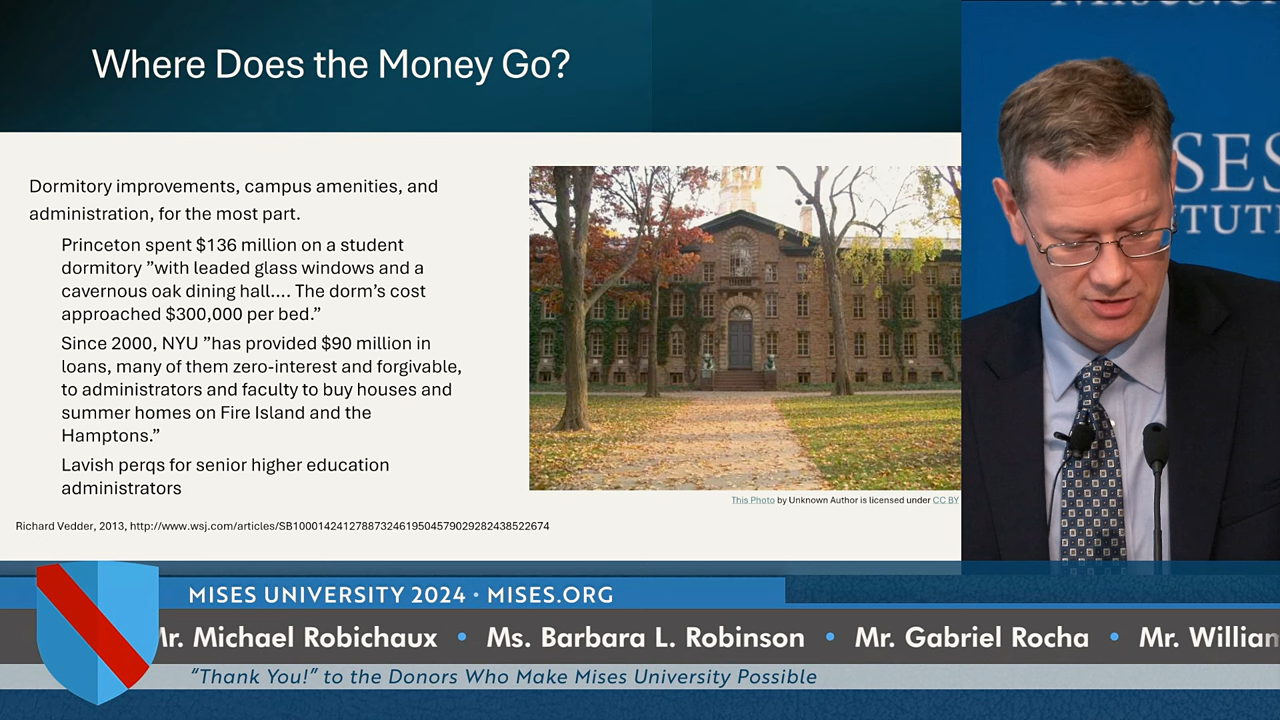 Where Does the Money Go?
Dormitory improvements, campus amenities, and
administration, for the most part.
Princeton spent $136 million on a student
dormitory ”with leaded glass windows and a
cavernous oak dining hall…. The dorm’s cost
approached $300,000 per bed.”
Since 2000, NYU ”has provided $90 million in
loans, many of them zero-interest and forgivable,
to administrators and faculty to buy houses and
summer homes on Fire Island and the
Hamptons.”
Lavish perqs for senior higher education
administrators
This Photo by Unknown Author is licensed under CC BY
Richard Vedder, 2013, http://www.wsj.com/articles/SB10001424127887324619504579029282438522674
SES
TUT
MISES UNIVERSITY 2024 • MISES.ORG
Mr. Michael Robichaux • Ms. Barbara L. Robinson • Mr. Gabriel Rocha • Mr. William
“Thank You!” to the Donors Who Make Mises University Possible